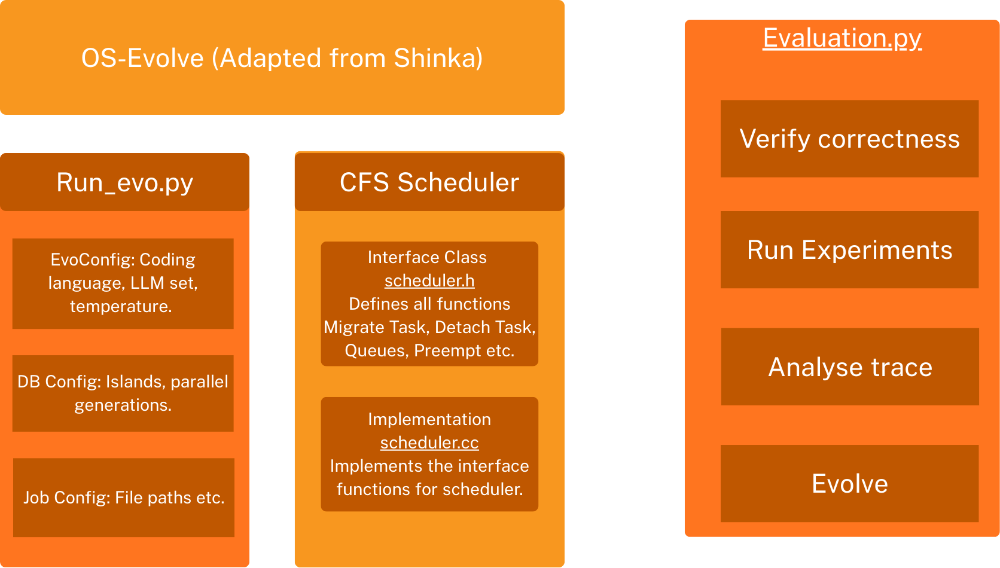 OS-Evolve (Adapted from Shinka)
Run_evo.py
EvoConfig: Coding
language, LLM set,
temperature.
DB Config: Islands, parallel
generations.
Job Config: File paths etc.
CFS Scheduler
Interface Class
scheduler.h
Defines all functions
Migrate Task, Detach Task,
Queues, Preempt etc.
Implementation
scheduler.cc
Implements the interface
functions for scheduler.
Evaluation.py
Verify correctness
Run Experiments
Analyse trace
Evolve